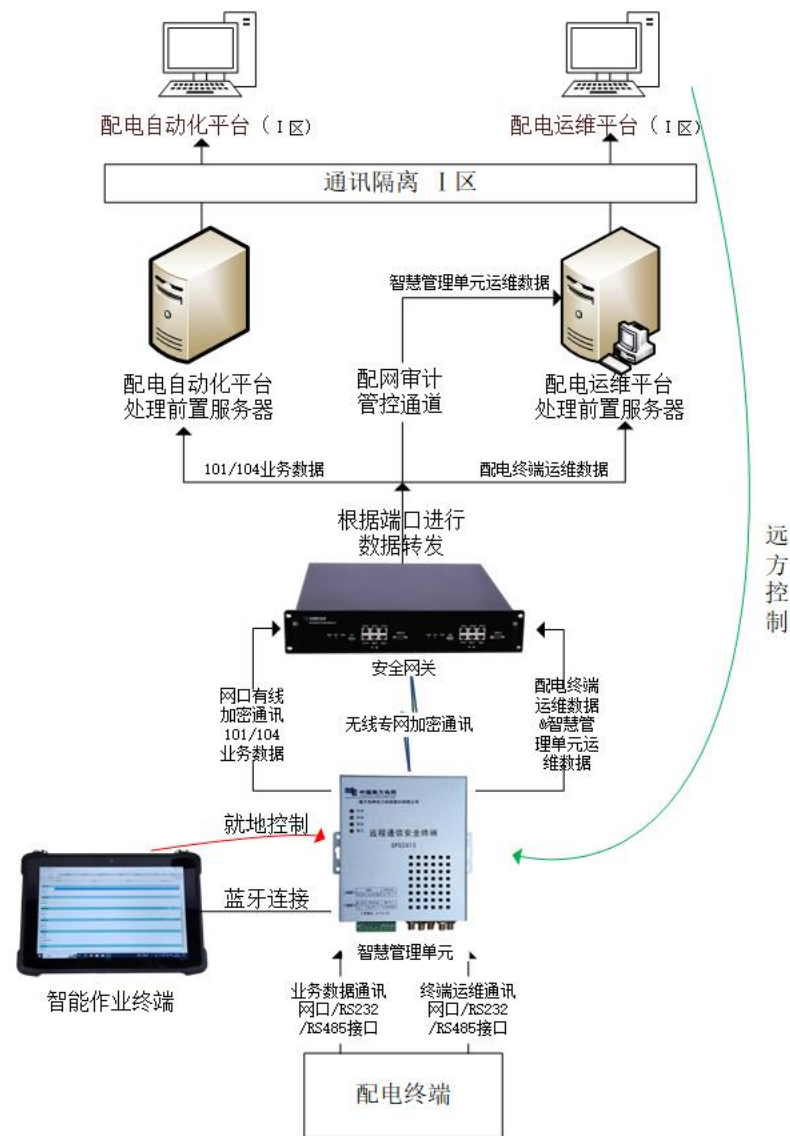 配电自动化平台（I区）
配电运维平台（I区）
通讯隔离 I区
智慧管理单元运维数据
配电自动化平台
处理前置服务器
配网审计
管控通道
配电运维平台
处理前置服务器
101/104业务数据
配电终端运维数据
根据端口进行
数据转发
远方控制
安全网关
网口有线
加密通讯
101/104
业务数据
无线专网加密通讯
配电终端
运维数据
&智慧管
理单元运
维数据
中国南方电网
远程通信安全终端
就地控制
蓝牙连接
智慧管理单元
智能作业终端
业务数据通讯
网口/RS232
/RS485接口
终端运维通讯
网口/RS232
/RS485接口
配电终端